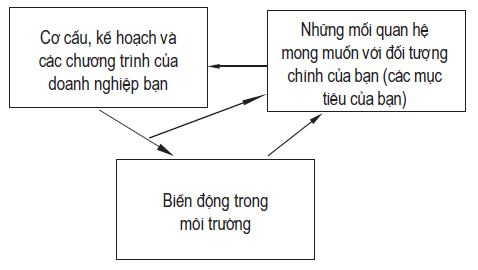 Cơ cấu, kế hoạch và
các chương trình của
doanh nghiệp bạn
Những mối quan hệ
mong muốn với đối tượng
chính của bạn (các mục
tiêu của bạn)
Biến động trong
môi trường